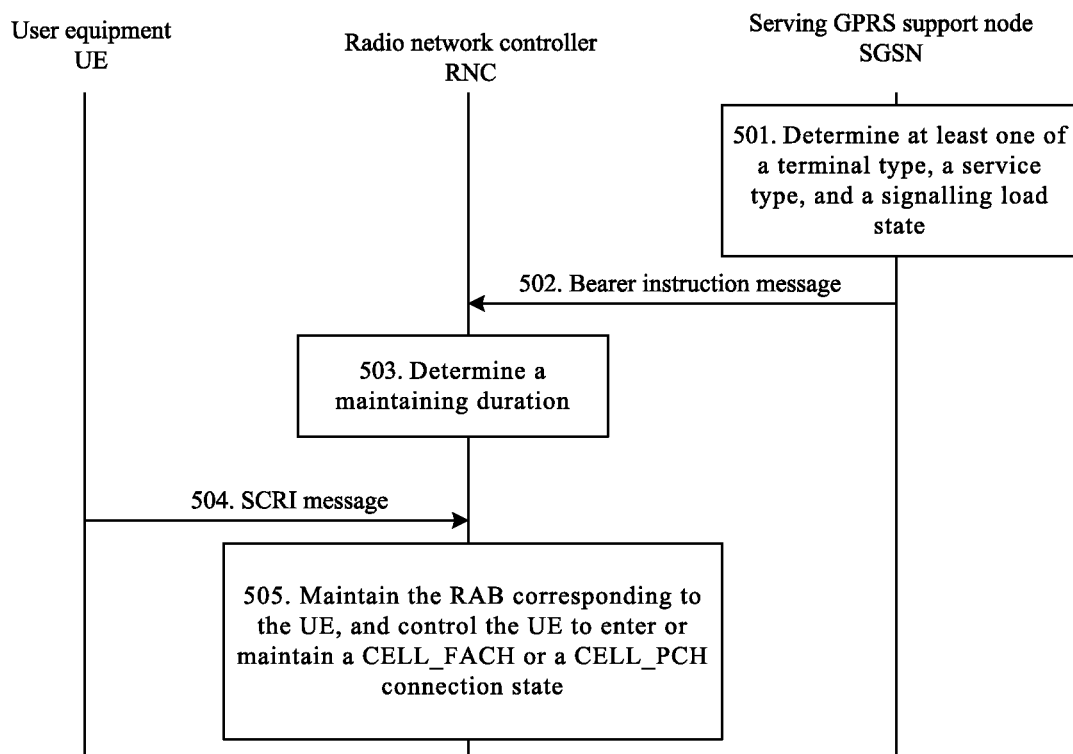 User equipment
UE
Radio network controller
RNC
Serving GPRS support node
SGSN
501. Determine at least one of
a terminal type, a service
type, and a signalling load
state
502. Bearer instruction message
503. Determine a
maintaining duration
504. SCRI message
505. Maintain the RAB corresponding to
the UE, and control the UE to enter or
maintain a CELL_FACH or a CELL_PCH
connection state